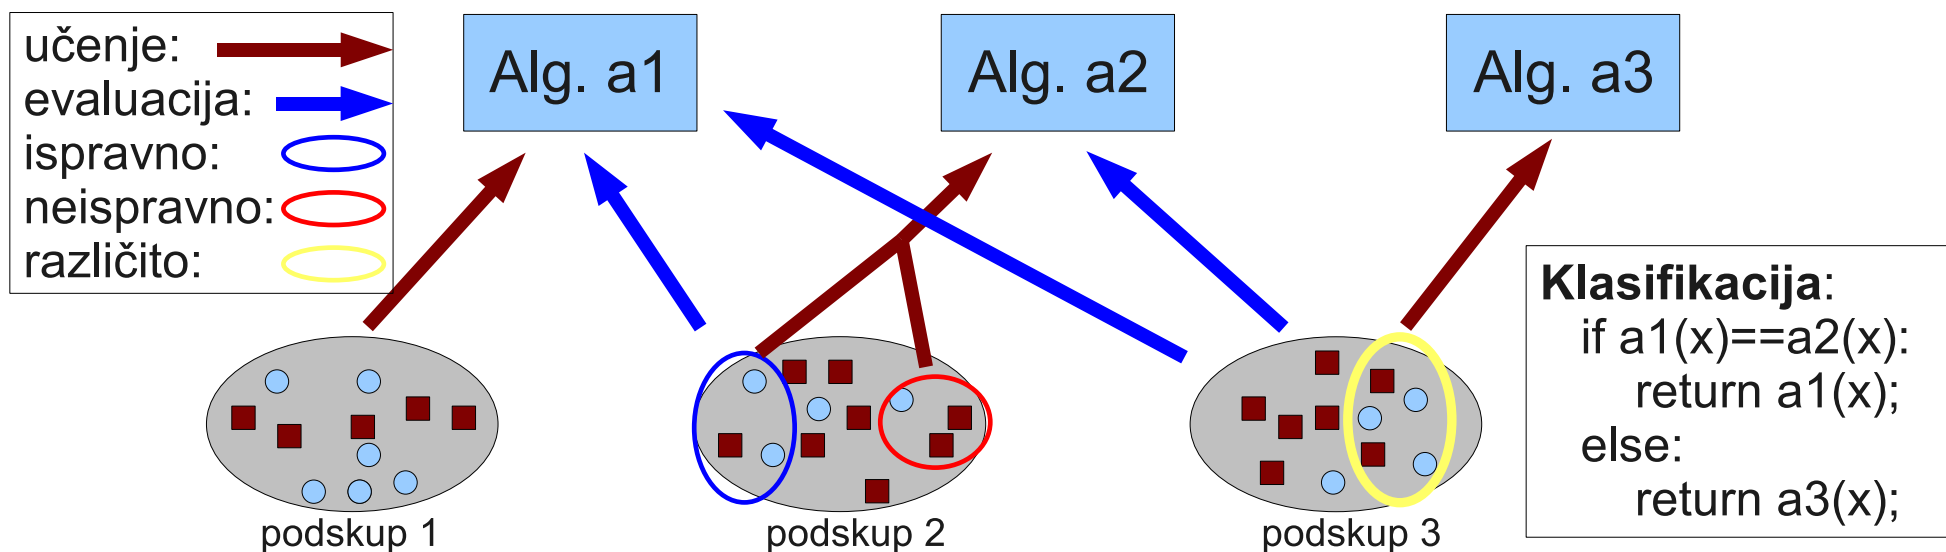 učenje:
evaluacija:
ispravno:
neispravno:
različito:
Alg. a1
Alg. a2
Alg. a3
Klasifikacija:
if a1(x)==a2(x):
return a1(x);
else:
return a3(x);
podskup 1
podskup 2
podskup 3